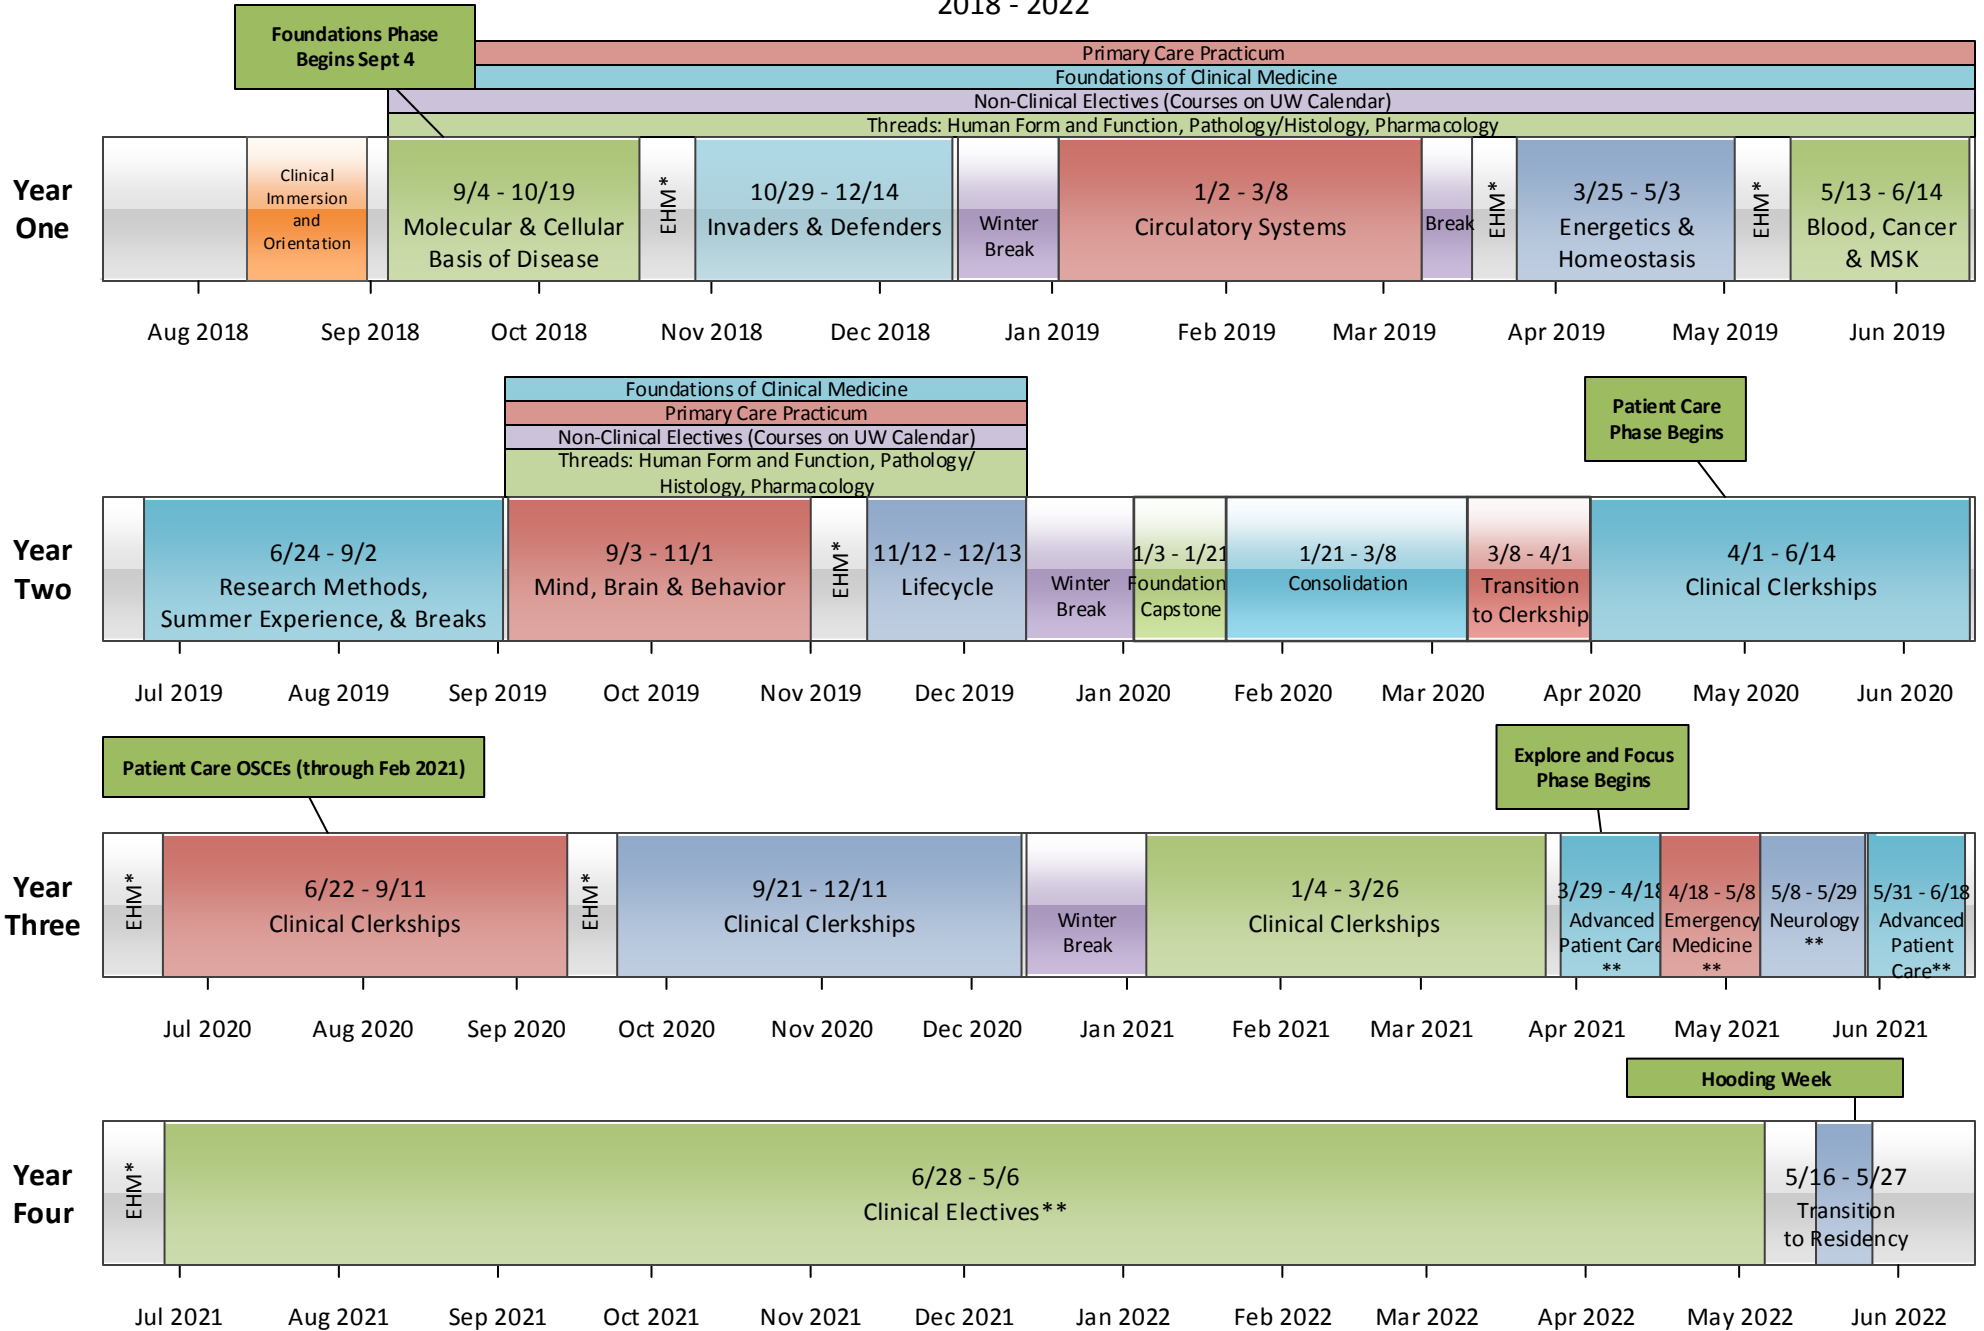 2018 - 2022
Foundations Phase
Begins Sept 4
Primary Care Practicum
Foundations of Clinical Medicine
Non-Clinical Electives (Courses on UW Calendar)
Threads: Human Form and Function, Pathology/Histology, Pharmacology
Year
One
Clinical
Immersion
and
Orientation
9/4 - 10/19
Molecular & Cellular
Basis of Disease
EHM*
10/29 - 12/14
Invaders & Defenders
Winter
Break
1/2 - 3/8
Circulatory Systems
Break
EHM*
3/25 - 5/3
Energetics &
Homeostasis
EHM*
5/13 - 6/14
Blood, Cancer
& MSK
Aug 2018
Sep 2018
Oct 2018
Nov 2018
Dec 2018
Jan 2019
Feb 2019
Mar 2019
Apr 2019
May 2019
Jun 2019
Foundations of Clinical Medicine
Primary Care Practicum
Non-Clinical Electives (Courses on UW Calendar)
Threads: Human Form and Function, Pathology/
Histology, Pharmacology
Patient Care
Phase Begins
Year
Two
6/24 - 9/2
Research Methods,
Summer Experience, & Breaks
9/3 - 11/1
Mind, Brain & Behavior
EHM*
11/12 - 12/13
Lifecycle
Winter
Break
1/3 - 1/21
Foundation
Capstone
1/21 - 3/8
Consolidation
3/8 - 4/1
Transition
to Clerkship
4/1 - 6/14
Clinical Clerkships
Jul 2019
Aug 2019
Sep 2019
Oct 2019
Nov 2019
Dec 2019
Jan 2020
Feb 2020
Mar 2020
Apr 2020
May 2020
Jun 2020
Patient Care OSCEs (through Feb 2021)
Explore and Focus
Phase Begins
Year
Three
EHM*
6/22 - 9/11
Clinical Clerkships
EHM*
9/21 - 12/11
Clinical Clerkships
Winter
Break
1/4 - 3/26
Clinical Clerkships
3/29 - 4/18
Advanced
Patient Care
**
4/18 - 5/8
Emergency
Medicine
**
5/8 - 5/29
Neurology
**
5/31 - 6/18
Advanced
Patient
Care**
Jul 2020
Aug 2020
Sep 2020
Oct 2020
Nov 2020
Dec 2020
Jan 2021
Feb 2021
Mar 2021
Apr 2021
May 2021
Jun 2021
Hooding Week
Year
Four
EHM*
6/28 - 5/6
Clinical Electives**
5/16 - 5/27
Transition
to Residency
Jul 2021
Aug 2021
Sep 2021
Oct 2021
Nov 2021
Dec 2021
Jan 2022
Feb 2022
Mar 2022
Apr 2022
May 2022
Jun 2022